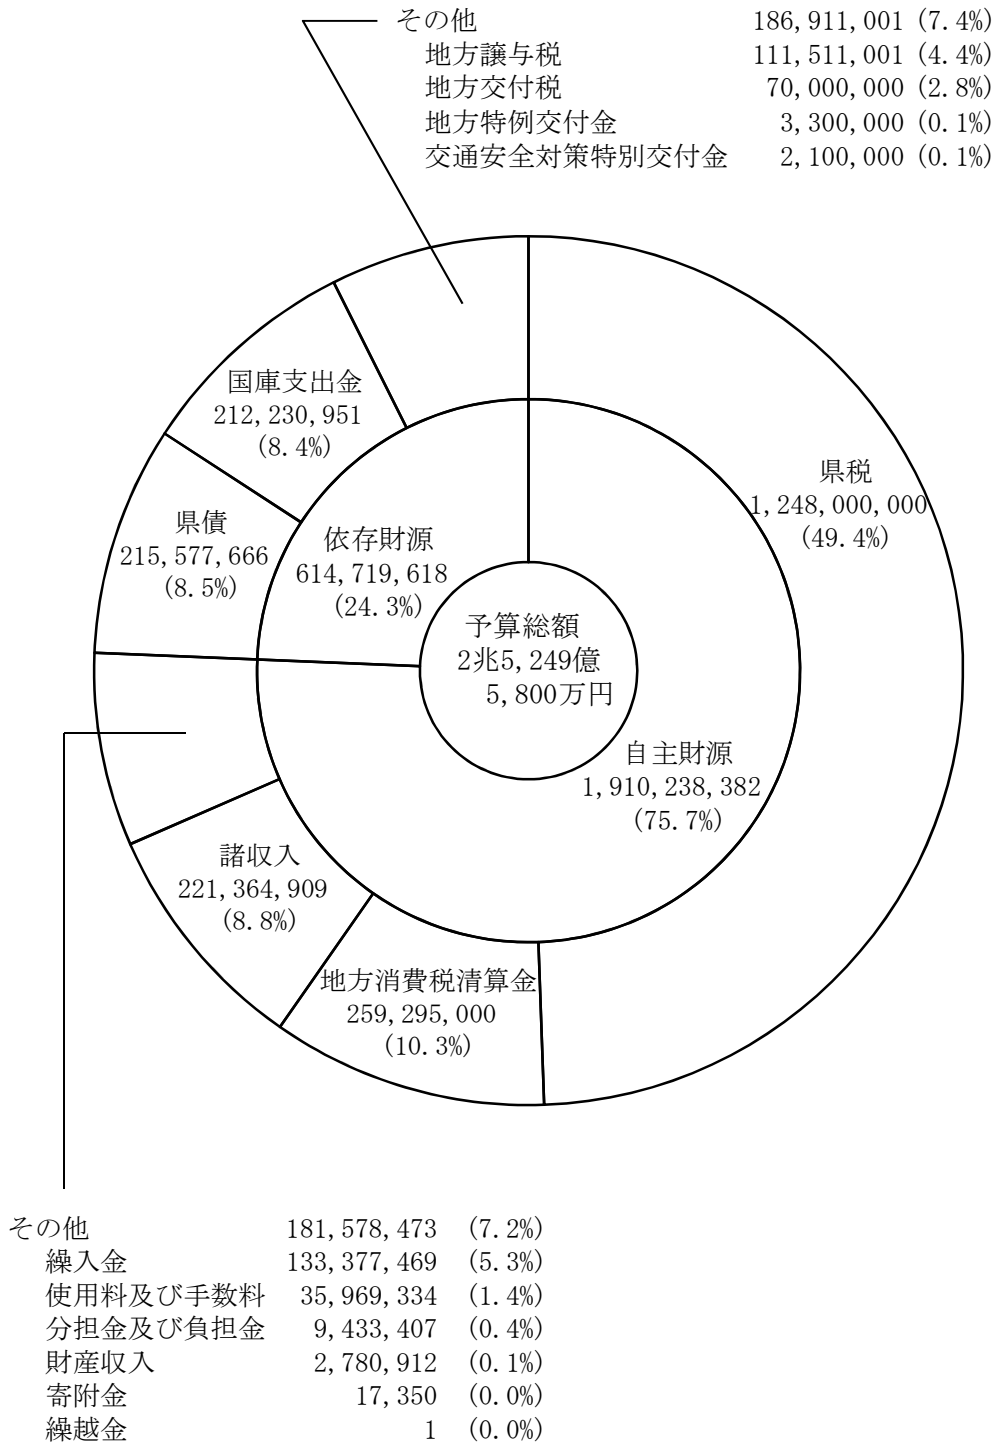 その他 186,911,001 (7.4%)
地方譲与税 111,511,001 (4.4%)
地方交付税 70,000,000 (2.8%)
地方特例交付金 3,300,000 (0.1%)
交通安全対策特別交付金 2,100,000 (0.1%)
国庫支出金
212,230,951
(8.4%)
県税
1,248,000,000
(49.4%)
県債
215,577,666
(8.5%)
依存財源
614,719,618
(24.3%)
予算総額
2兆5,249億
5,800万円
自主財源
1,910,238,382
(75.7%)
諸収入
221,364,909
(8.8%)
地方消費税清算金
259,295,000
(10.3%)
その他 181,578,473 (7.2%)
繰入金 133,377,469 (5.3%)
使用料及び手数料 35,969,334 (1.4%)
分担金及び負担金 9,433,407 (0.4%)
財産収入 2,780,912 (0.1%)
寄附金 17,350 (0.0%)
繰越金 1 (0.0%)